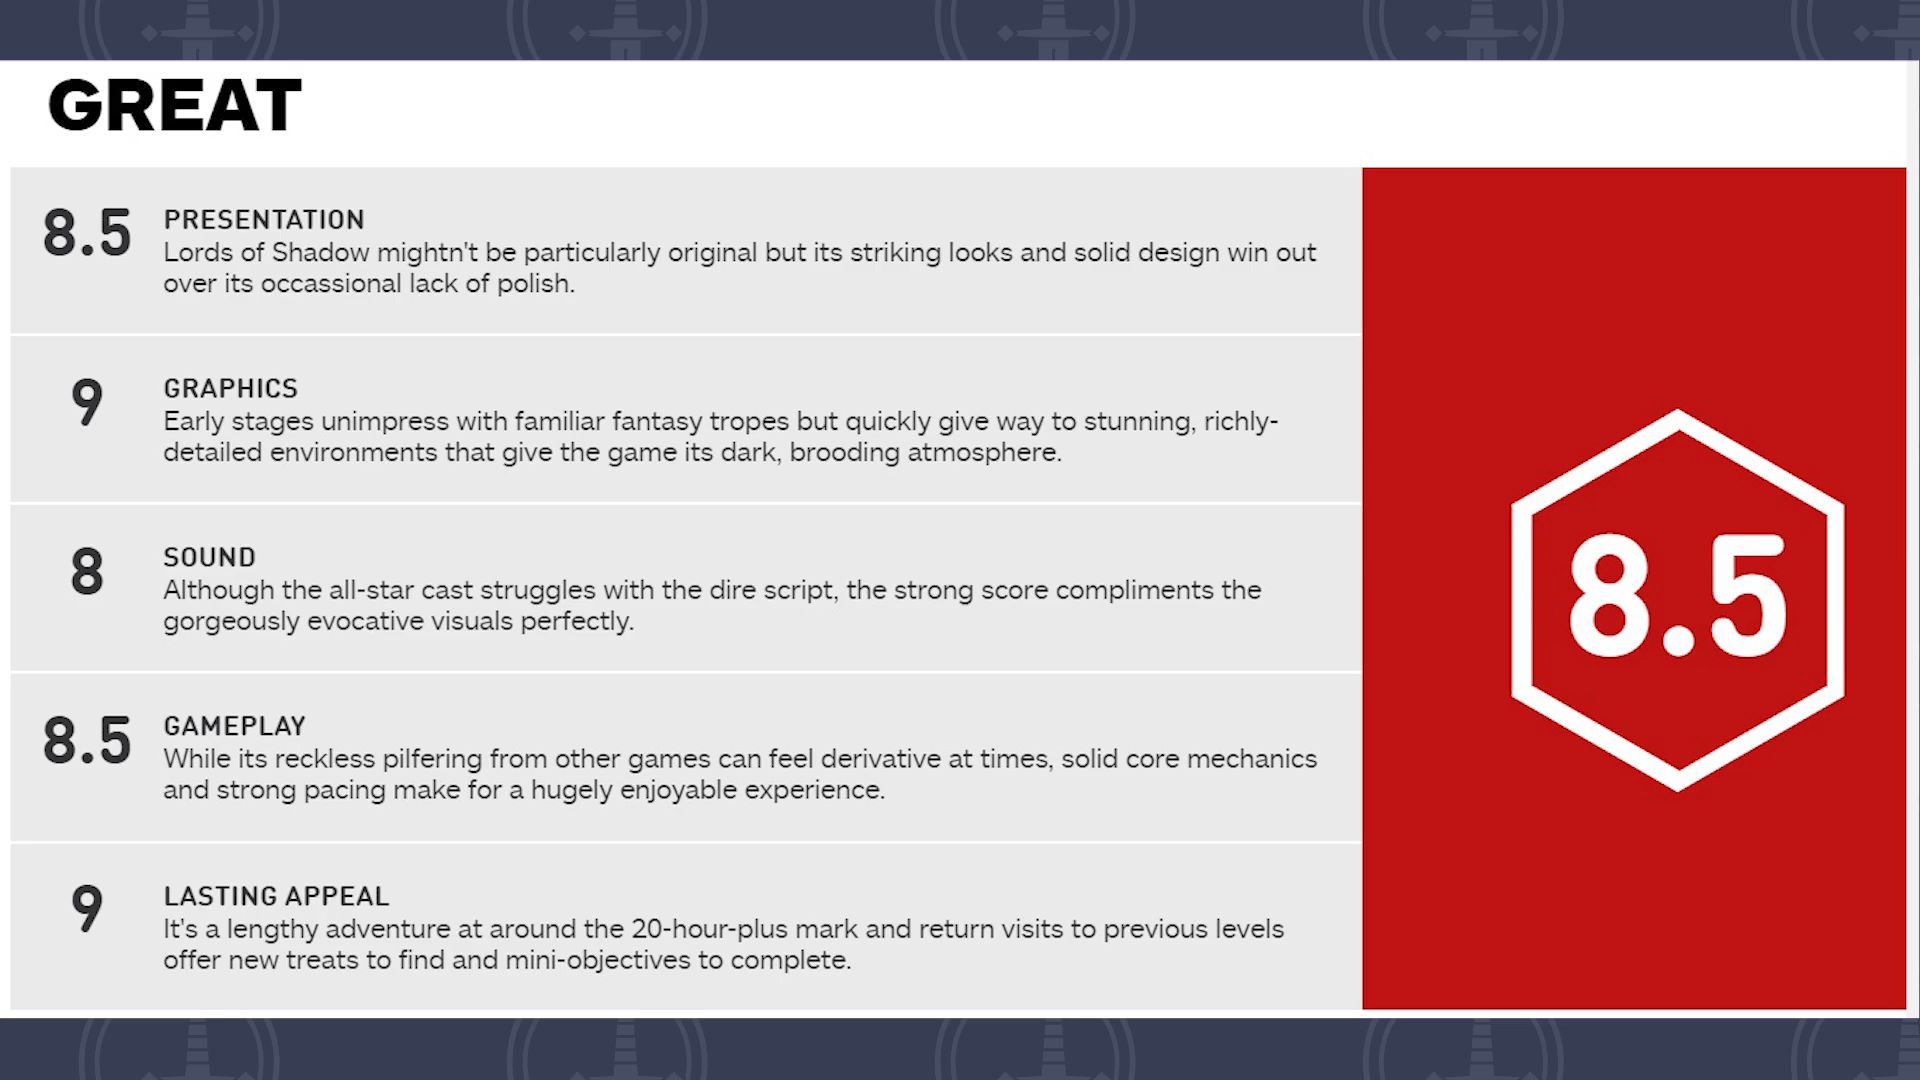 GREAT
8.5
PRESENTATION
Lords of Shadow mightn't be particularly original but its striking looks and solid design win out
over its occassional lack of polish.
9
GRAPHICS
Early stages unimpress with familiar fantasy tropes but quickly give way to stunning, richly-
detailed environments that give the game its dark, brooding atmosphere.
8
SOUND
Although the all-star cast struggles with the dire script, the strong score compliments the
gorgeously evocative visuals perfectly.
8.5
GAMEPLAY
While its reckless pilfering from other games can feel derivative at times, solid core mechanics
and strong pacing make for a hugely enjoyable experience.
9
LASTING APPEAL
It's a lengthy adventure at around the 20-hour-plus mark and return visits to previous levels
offer new treats to find and mini-objectives to complete.
8.5